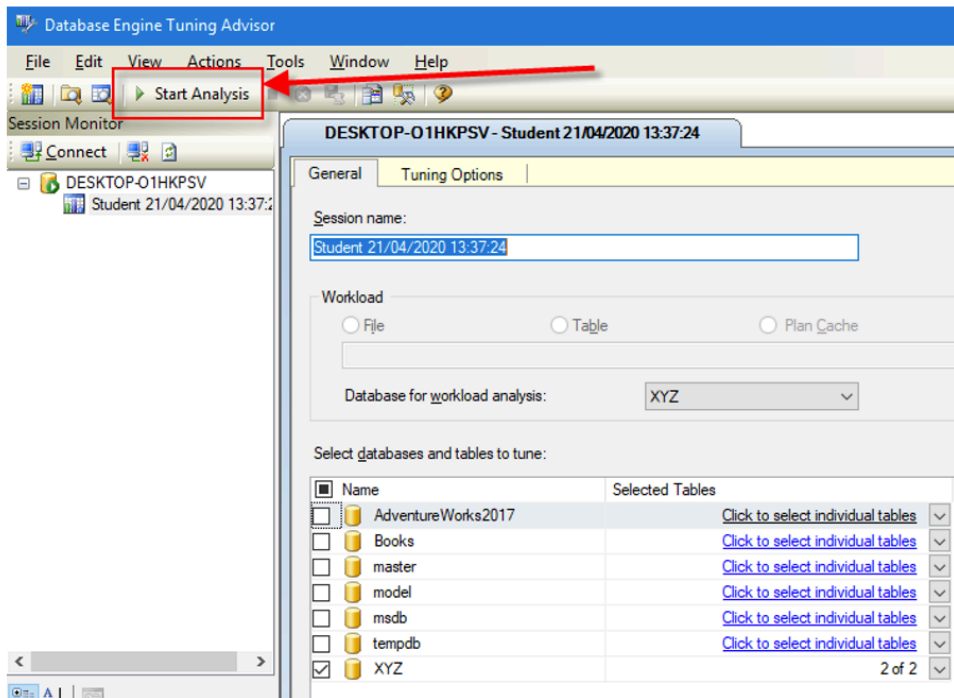 Database Engine Tuning Advisor
File Edit View Actions Tools Window Help
Start Analysis
Session Monitor
DESKTOP-O1HKPSV - Student 21/04/2020 13:37:24
Connect
General Tuning Options
DESKTOP-O1HKPSV
Student 21/04/2020 13:37:2
Session name:
Student 21/04/2020 13:37:24
Workload
File Table Plan Cache
Database for workload analysis: XYZ
Select databases and tables to tune:
Name Selected Tables
AdventureWorks2017 Click to select individual tables
Books Click to select individual tables
master Click to select individual tables
model Click to select individual tables
msdb Click to select individual tables
tempdb Click to select individual tables
XYZ 2 of 2